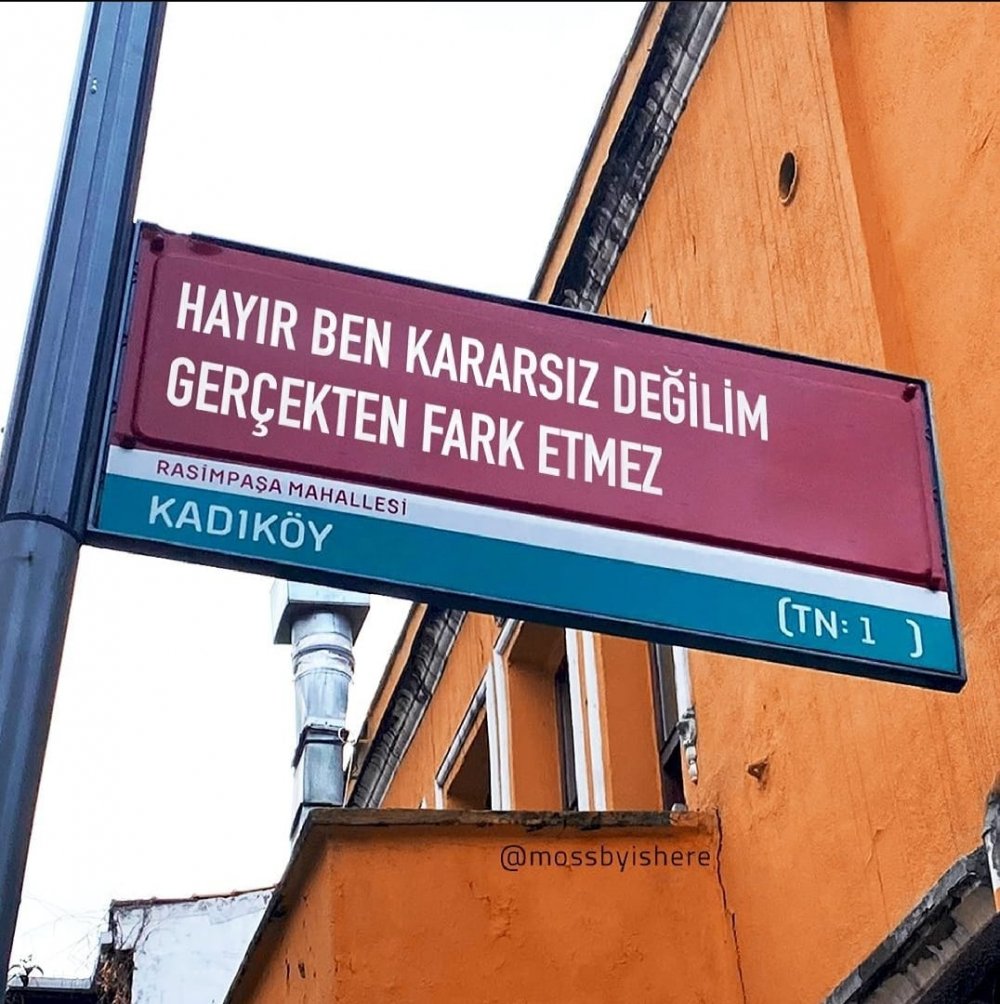 HAYIR BEN KARARSIZ DEĞİLİM
GERÇEKTEN FARK ETMEZ
RASİMPAŞA MAHALLESİ
KADIKÖY
(TN: 1 )
@mossbyishere